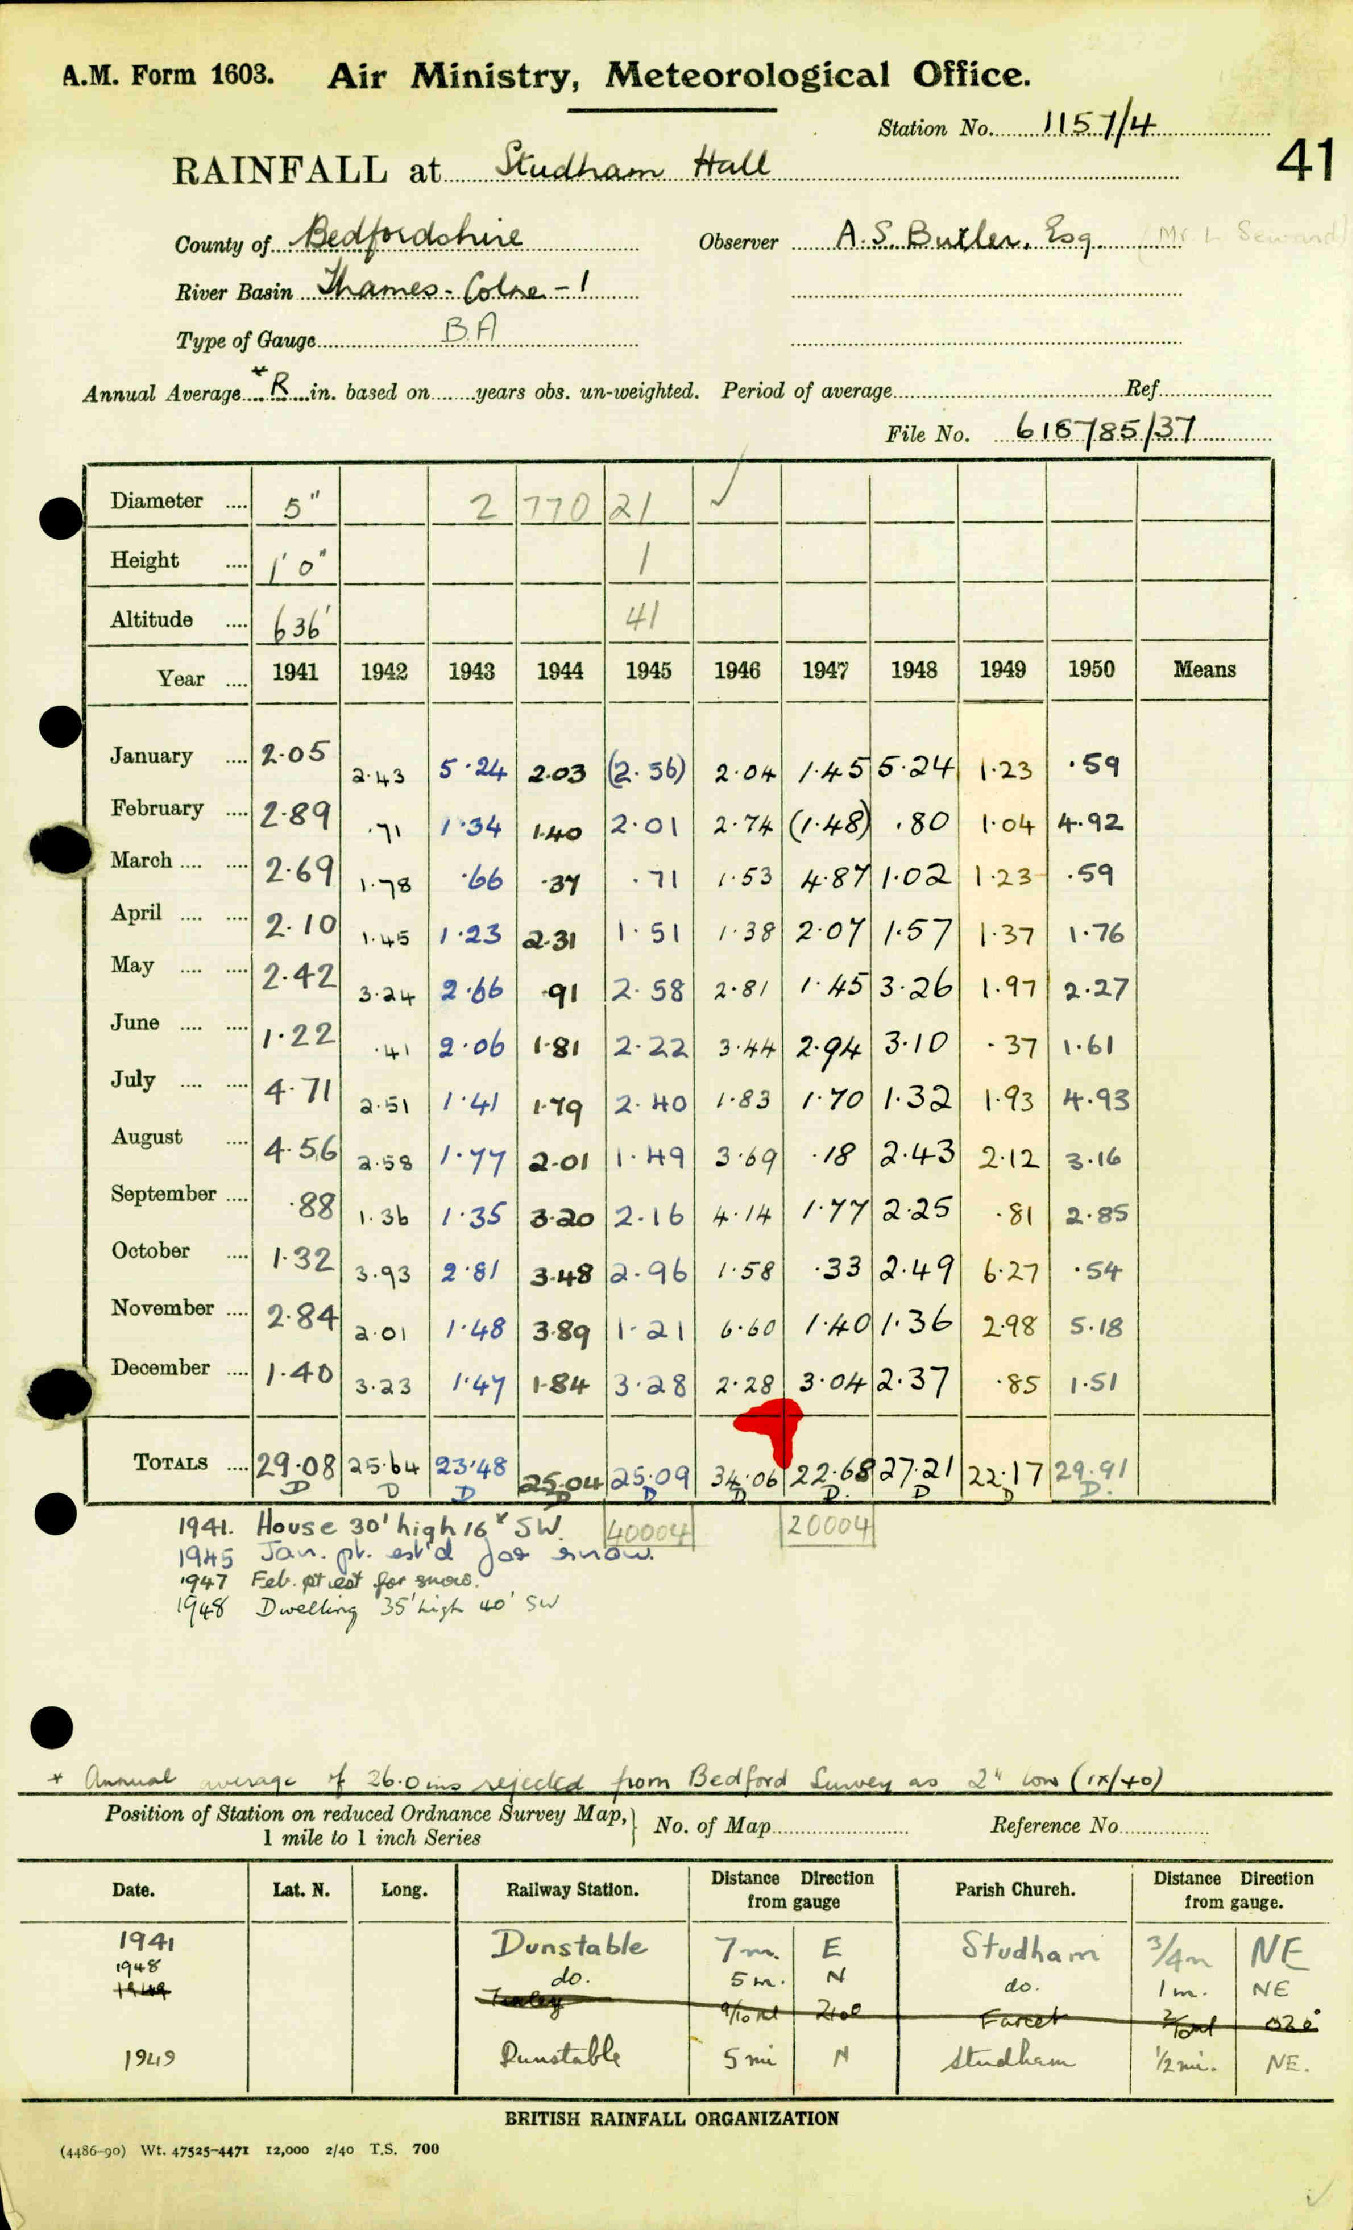 A.M. Form 1603. Air Ministry, Meteorological Office.
Station No. 1157/4
41
RAINFALL at Studham Hall
County of Bedfordshire Observer A.S. Butler, Esq. (Mr L Seward)
River Basin Thames - Colne - 1
Type of Gauge B.A
Annual Average * R in. based on years obs. un-weighted. Period of average Ref.
File No. 618785/37
Diameter .... 5" 2 770 21 ✓
Height .... 1' 0" 1
Altitude .... 636' 41
Year .... 1941 1942 1943 1944 1945 1946 1947 1948 1949 1950 Means
January .... 2.05 2.43 5.24 2.03 (2.56) 2.04 1.45 5.24 1.23 .59
February .... 2.89 .71 1.34 1.40 2.01 2.74 (1.48) .80 1.04 4.92
March .... .... 2.69 1.78 .66 .37 .71 1.53 4.87 1.02 1.23 .59
April .... .... 2.10 1.45 1.23 2.31 1.51 1.38 2.07 1.57 1.37 1.76
May .... .... 2.42 3.24 2.66 .91 2.58 2.81 1.45 3.26 1.97 2.27
June .... .... 1.22 .41 2.06 1.81 2.22 3.44 2.94 3.10 .37 1.61
July .... .... 4.71 2.51 1.41 1.79 2.40 1.83 1.70 1.32 1.93 4.93
August .... 4.56 2.58 1.77 2.01 1.49 3.69 .18 2.43 2.12 3.16
September .... .88 1.36 1.35 3.20 2.16 4.14 1.77 2.25 .81 2.85
October .... 1.32 3.93 2.81 3.48 2.96 1.58 .33 2.49 6.27 .54
November .... 2.84 2.01 1.48 3.89 1.21 6.60 1.40 1.36 2.98 5.18
December .... 1.40 3.23 1.47 1.84 3.28 2.28 3.04 2.37 .85 1.51
TOTALS .... 29.08 25.64 23.48 25.04 25.09 34.06 22.68 27.21 22.17 29.91
D D D D D D D. D D D.
1941. House 30' high 16' SW. 40004 20004
1945 Jan. pt. est'd for snow.
1947 Feb. pt est for snow.
1948 Dwelling 35' high 40' SW
* Annual average of 26.0 ins rejected from Bedford Survey as 2" low (IX/40)
Position of Station on reduced Ordnance Survey Map, } No. of Map Reference No.
1 mile to 1 inch Series
Date. Lat. N. Long. Railway Station. Distance Direction from gauge Parish Church. Distance Direction from gauge.
1941 Dunstable 7 m. E Studham 3/4 m NE
1948 do. 5 m. N do. 1 m. NE
1949 9/10 ml 210° Farcet 2/10 ml 020°
1949 Dunstable 5 mi N Studham 1/2 mi. NE.
BRITISH RAINFALL ORGANIZATION
(4486-90) Wt. 47525-4471 12,000 2/40 T.S. 700
✓